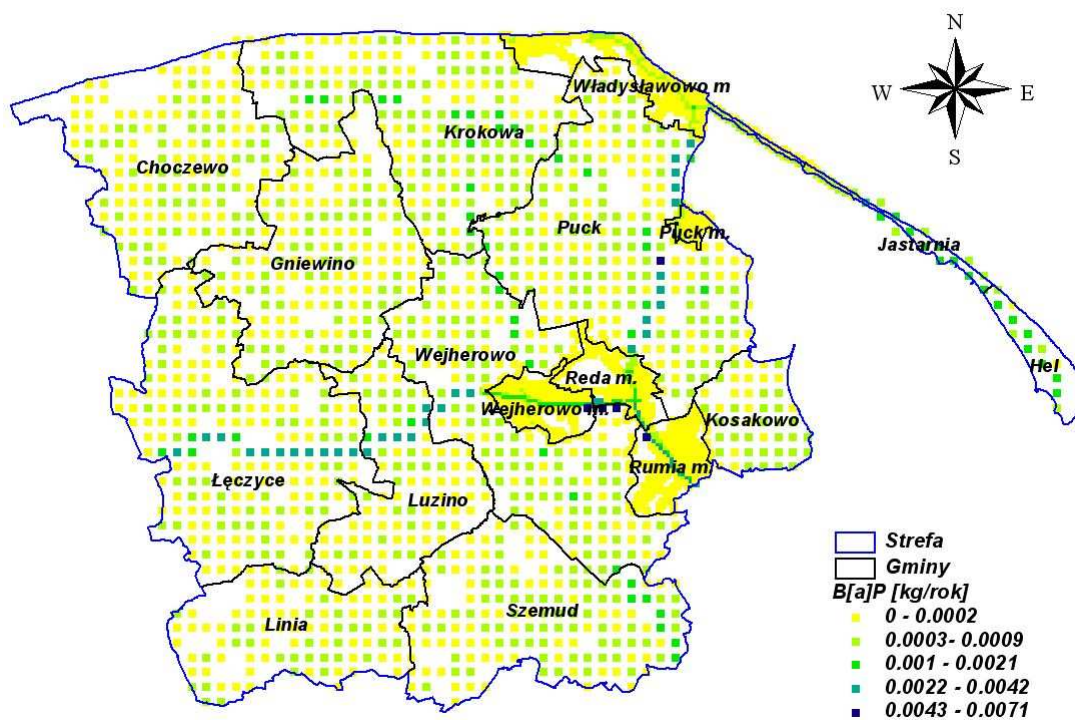 N
W E
S
Władysławowo m
Krokowa
Choczewo
Puck
Puck m.
Jastarnia
Gniewino
Wejherowo
Hel
Reda m.
Wejherowo m.
Kosakowo
Rumia m.
Łęczyce
Luzino
Szemud
Linia
Strefa
Gminy
B[a]P [kg/rok]
0 - 0.0002
0.0003- 0.0009
0.001 - 0.0021
0.0022 - 0.0042
0.0043 - 0.0071